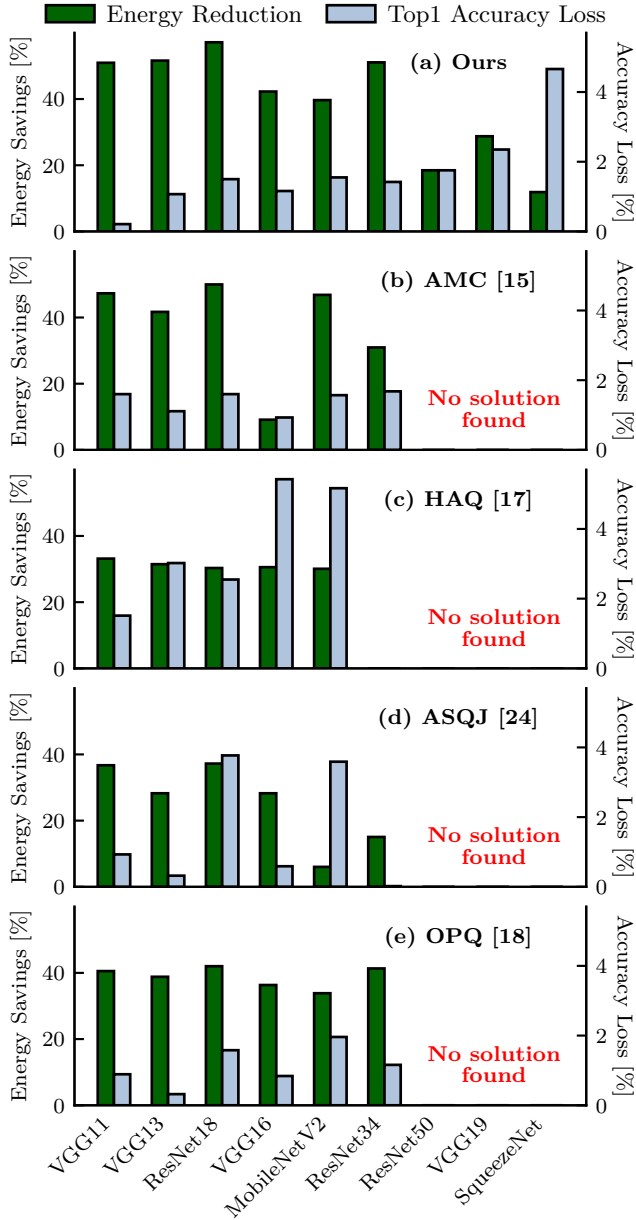 Energy Reduction Top1 Accuracy Loss
(a) Ours
Energy Savings [%]
0
20
40
Accuracy Loss [%]
0
2
4
(b) AMC [15]
Energy Savings [%]
0
20
40
Accuracy Loss [%]
0
2
4
No solution
found
(c) HAQ [17]
Energy Savings [%]
0
20
40
Accuracy Loss [%]
0
2
4
No solution
found
(d) ASQJ [24]
Energy Savings [%]
0
20
40
Accuracy Loss [%]
0
2
4
No solution
found
(e) OPQ [18]
Energy Savings [%]
0
20
40
Accuracy Loss [%]
0
2
4
No solution
found
VGG11
VGG13
ResNet18
VGG16
MobileNetV2
ResNet34
ResNet50
VGG19
SqueezeNet